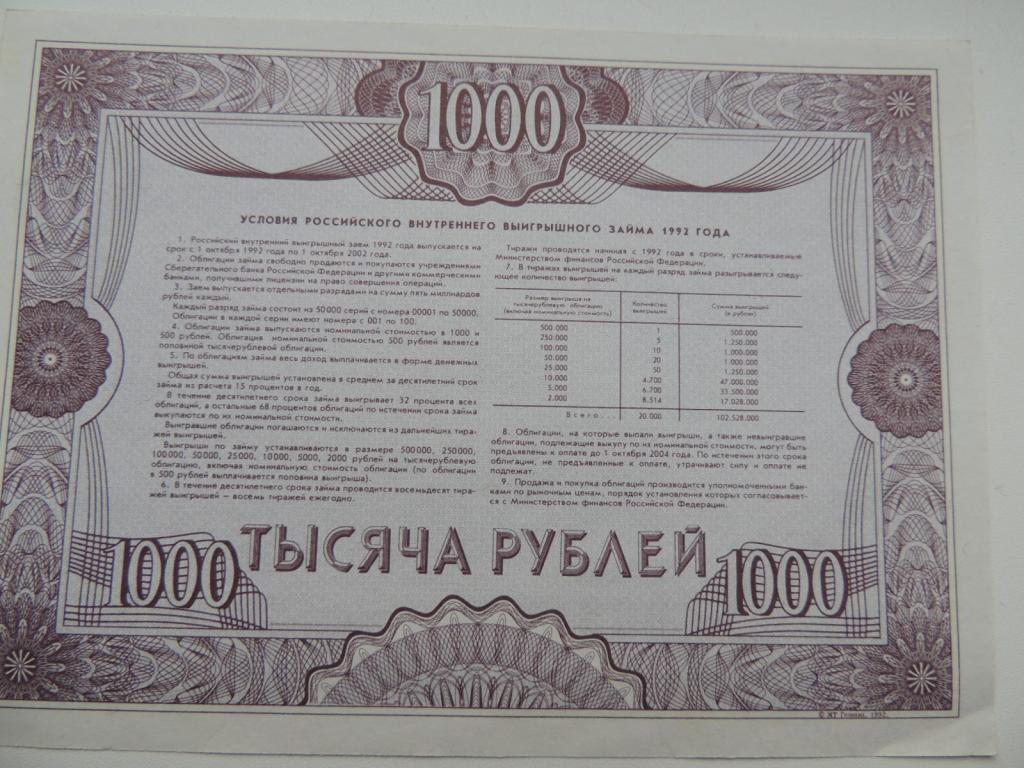 1000
УСЛОВИЯ РОССИЙСКОГО ВНУТРЕННЕГО ВЫИГРЫШНОГО ЗАЙМА 1992 ГОДА
1. Российский внутренний выигрышный заем 1992 года выпускается на
срок с 1 октября 1992 года по 1 октября 2002 года.
2. Облигации займа свободно продаются и покупаются учреждениями
Сберегательного банка Российской Федерации и другими коммерческими
банками, получившими лицензии на право совершения операций.
3. Заем выпускается отдельными разрядами на сумму пять миллиардов
рублей каждый.
Каждый разряд займа состоит из 50000 серий с номера 00001 по 50000.
Облигации в каждой серии имеют номера с 001 по 100.
4. Облигации займа выпускаются номинальной стоимостью в 1000 и
500 рублей. Облигация номинальной стоимостью 500 рублей является
половиной тысячерублевой облигации.
5. По облигациям займа весь доход выплачивается в форме денежных
выигрышей.
Общая сумма выигрышей установлена в среднем за десятилетний срок
займа из расчета 15 процентов в год.
В течение десятилетнего срока займа выигрывает 32 процента всех
облигаций, а остальные 68 процентов облигаций по истечении срока займа
выкупаются по их номинальной стоимости.
Выигравшие облигации погашаются и исключаются из дальнейших тира-
жей выигрышей.
Выигрыши по займу устанавливаются в размере 500000, 250000,
100000, 50000, 25000, 10000, 5000, 2000 рублей на тысячерублевую
облигацию, включая номинальную стоимость облигации (по облигации
в 500 рублей выплачивается половина выигрыша).
6. В течение десятилетнего срока займа проводится восемьдесят тира-
жей выигрышей — восемь тиражей ежегодно.
Тиражи проводятся начиная с 1992 года в сроки, устанавливаемые
Министерством финансов Российской Федерации.
7. В тиражах выигрышей на каждый разряд займа разыгрывается следу-
ющее количество выигрышей:
Размер выигрыша на
тысячерублевую облигацию
(включая номинальную стоимость)
Количество
выигрышей
Сумма выигрышей
(в рублях)
500.000 1 500.000
250.000 5 1.250.000
100.000 10 1.000.000
50.000 20 1.000.000
25.000 50 1.250.000
10.000 4.700 47.000.000
5.000 6.700 33.500.000
2.000 8.514 17.028.000
Всего... 20.000 102.528.000
8. Облигации, на которые выпали выигрыши, а также невыигравшие
облигации, подлежащие выкупу по их номинальной стоимости, могут быть
предъявлены к оплате до 1 октября 2004 года. По истечении этого срока
облигации, не предъявленные к оплате, утрачивают силу и оплате не
подлежат.
9. Продажа и покупка облигаций производится уполномоченными бан-
ками по рыночным ценам, порядок установления которых согласовывает-
ся с Министерством финансов Российской Федерации.
ТЫСЯЧА РУБЛЕЙ
1000 1000
© МТ Гознака. 1992.